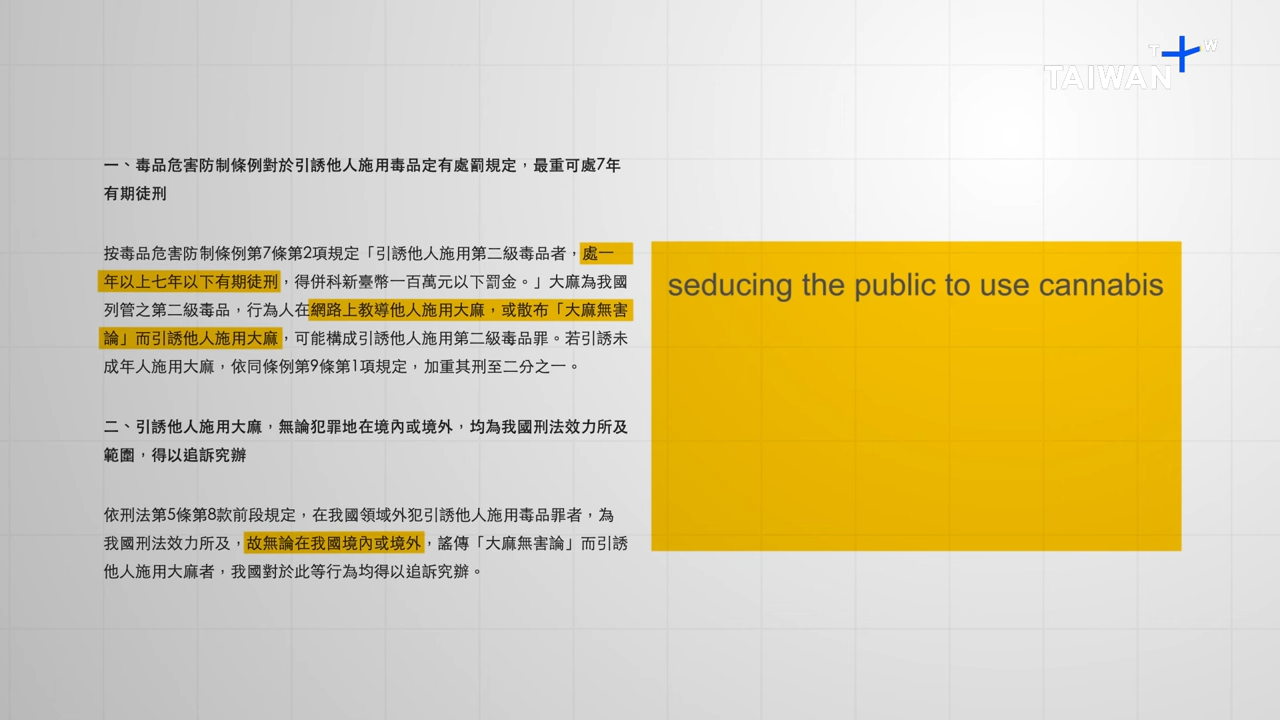 T W
TAIWAN
一、毒品危害防制條例對於引誘他人施用毒品定有處罰規定，最重可處7年
有期徒刑
按毒品危害防制條例第7條第2項規定「引誘他人施用第二級毒品者，處一
年以上七年以下有期徒刑，得併科新臺幣一百萬元以下罰金。」大麻為我國
列管之第二級毒品，行為人在網路上教導他人施用大麻，或散布「大麻無害
論」而引誘他人施用大麻，可能構成引誘他人施用第二級毒品罪。若引誘未
成年人施用大麻，依同條例第9條第1項規定，加重其刑至二分之一。
二、引誘他人施用大麻，無論犯罪地在境內或境外，均為我國刑法效力所及
範圍，得以追訴究辦
依刑法第5條第8款前段規定，在我國領域外犯引誘他人施用毒品罪者，為
我國刑法效力所及，故無論在我國境內或境外，謠傳「大麻無害論」而引誘
他人施用大麻者，我國對於此等行為均得以追訴究辦。
seducing the public to use cannabis